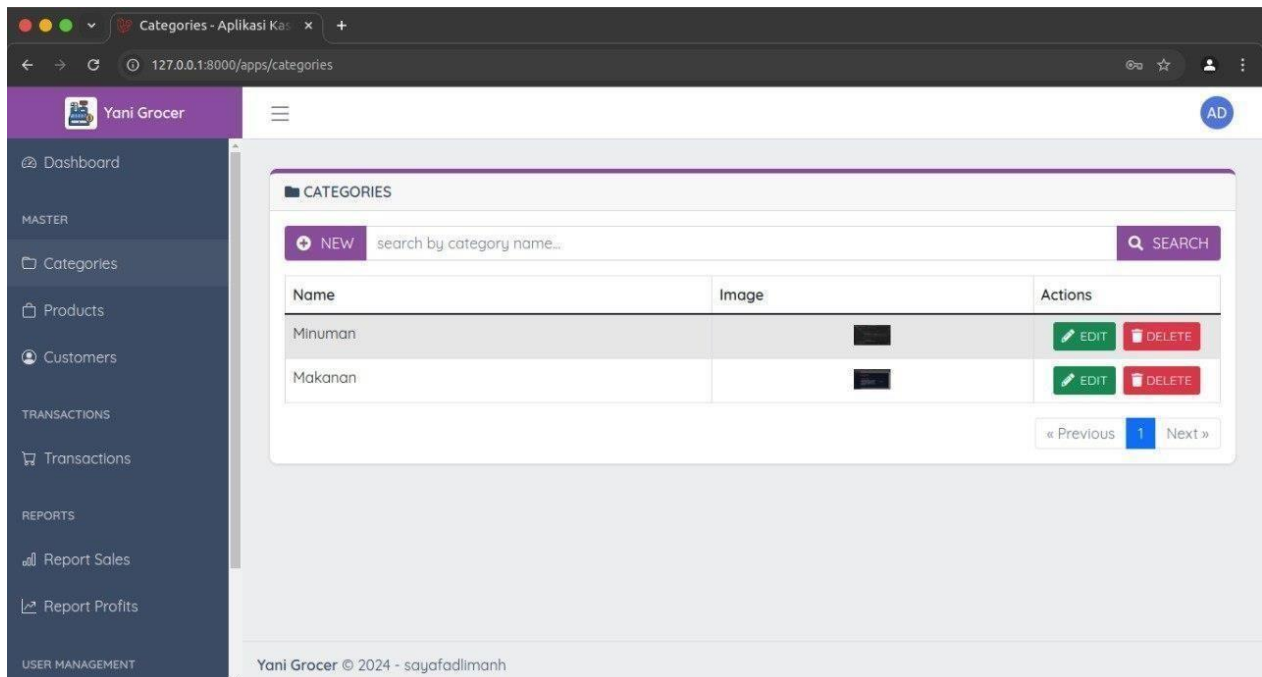 Categories - Aplikasi Kas
127.0.0.1:8000/apps/categories
Yani Grocer
AD
Dashboard
MASTER
Categories
Products
Customers
TRANSACTIONS
Transactions
REPORTS
Report Sales
Report Profits
USER MANAGEMENT
CATEGORIES
NEW search by category name... SEARCH
Name Image Actions
Minuman EDIT DELETE
Makanan EDIT DELETE
« Previous 1 Next »
Yani Grocer © 2024 - sayafadlimanh